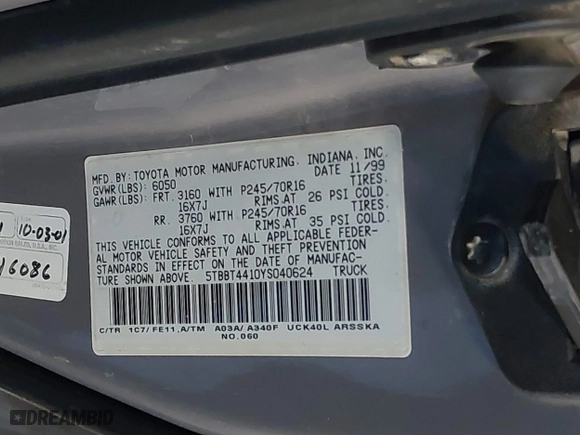 MFD. BY: TOYOTA MOTOR MANUFACTURING, INDIANA, INC.
GVWR(LBS): 6050 DATE 11/99
GAWR(LBS): FRT. 3160 WITH P245/70R16 TIRES,
16X7J RIMS,AT 26 PSI COLD.
RR. 3760 WITH P245/70R16 TIRES,
16X7J RIMS,AT 35 PSI COLD.
THIS VEHICLE CONFORMS TO ALL APPLICABLE FEDER-
AL MOTOR VEHICLE SAFETY AND THEFT PREVENTION
STANDARDS IN EFFECT ON THE DATE OF MANUFAC-
TURE SHOWN ABOVE. 5TBBT4410YS040624 TRUCK
C/TR 1C7/FE11,A/TM A03A/A340F UCK40L ARSSKA
NO.060
10-03-01
16086
DREAMBID